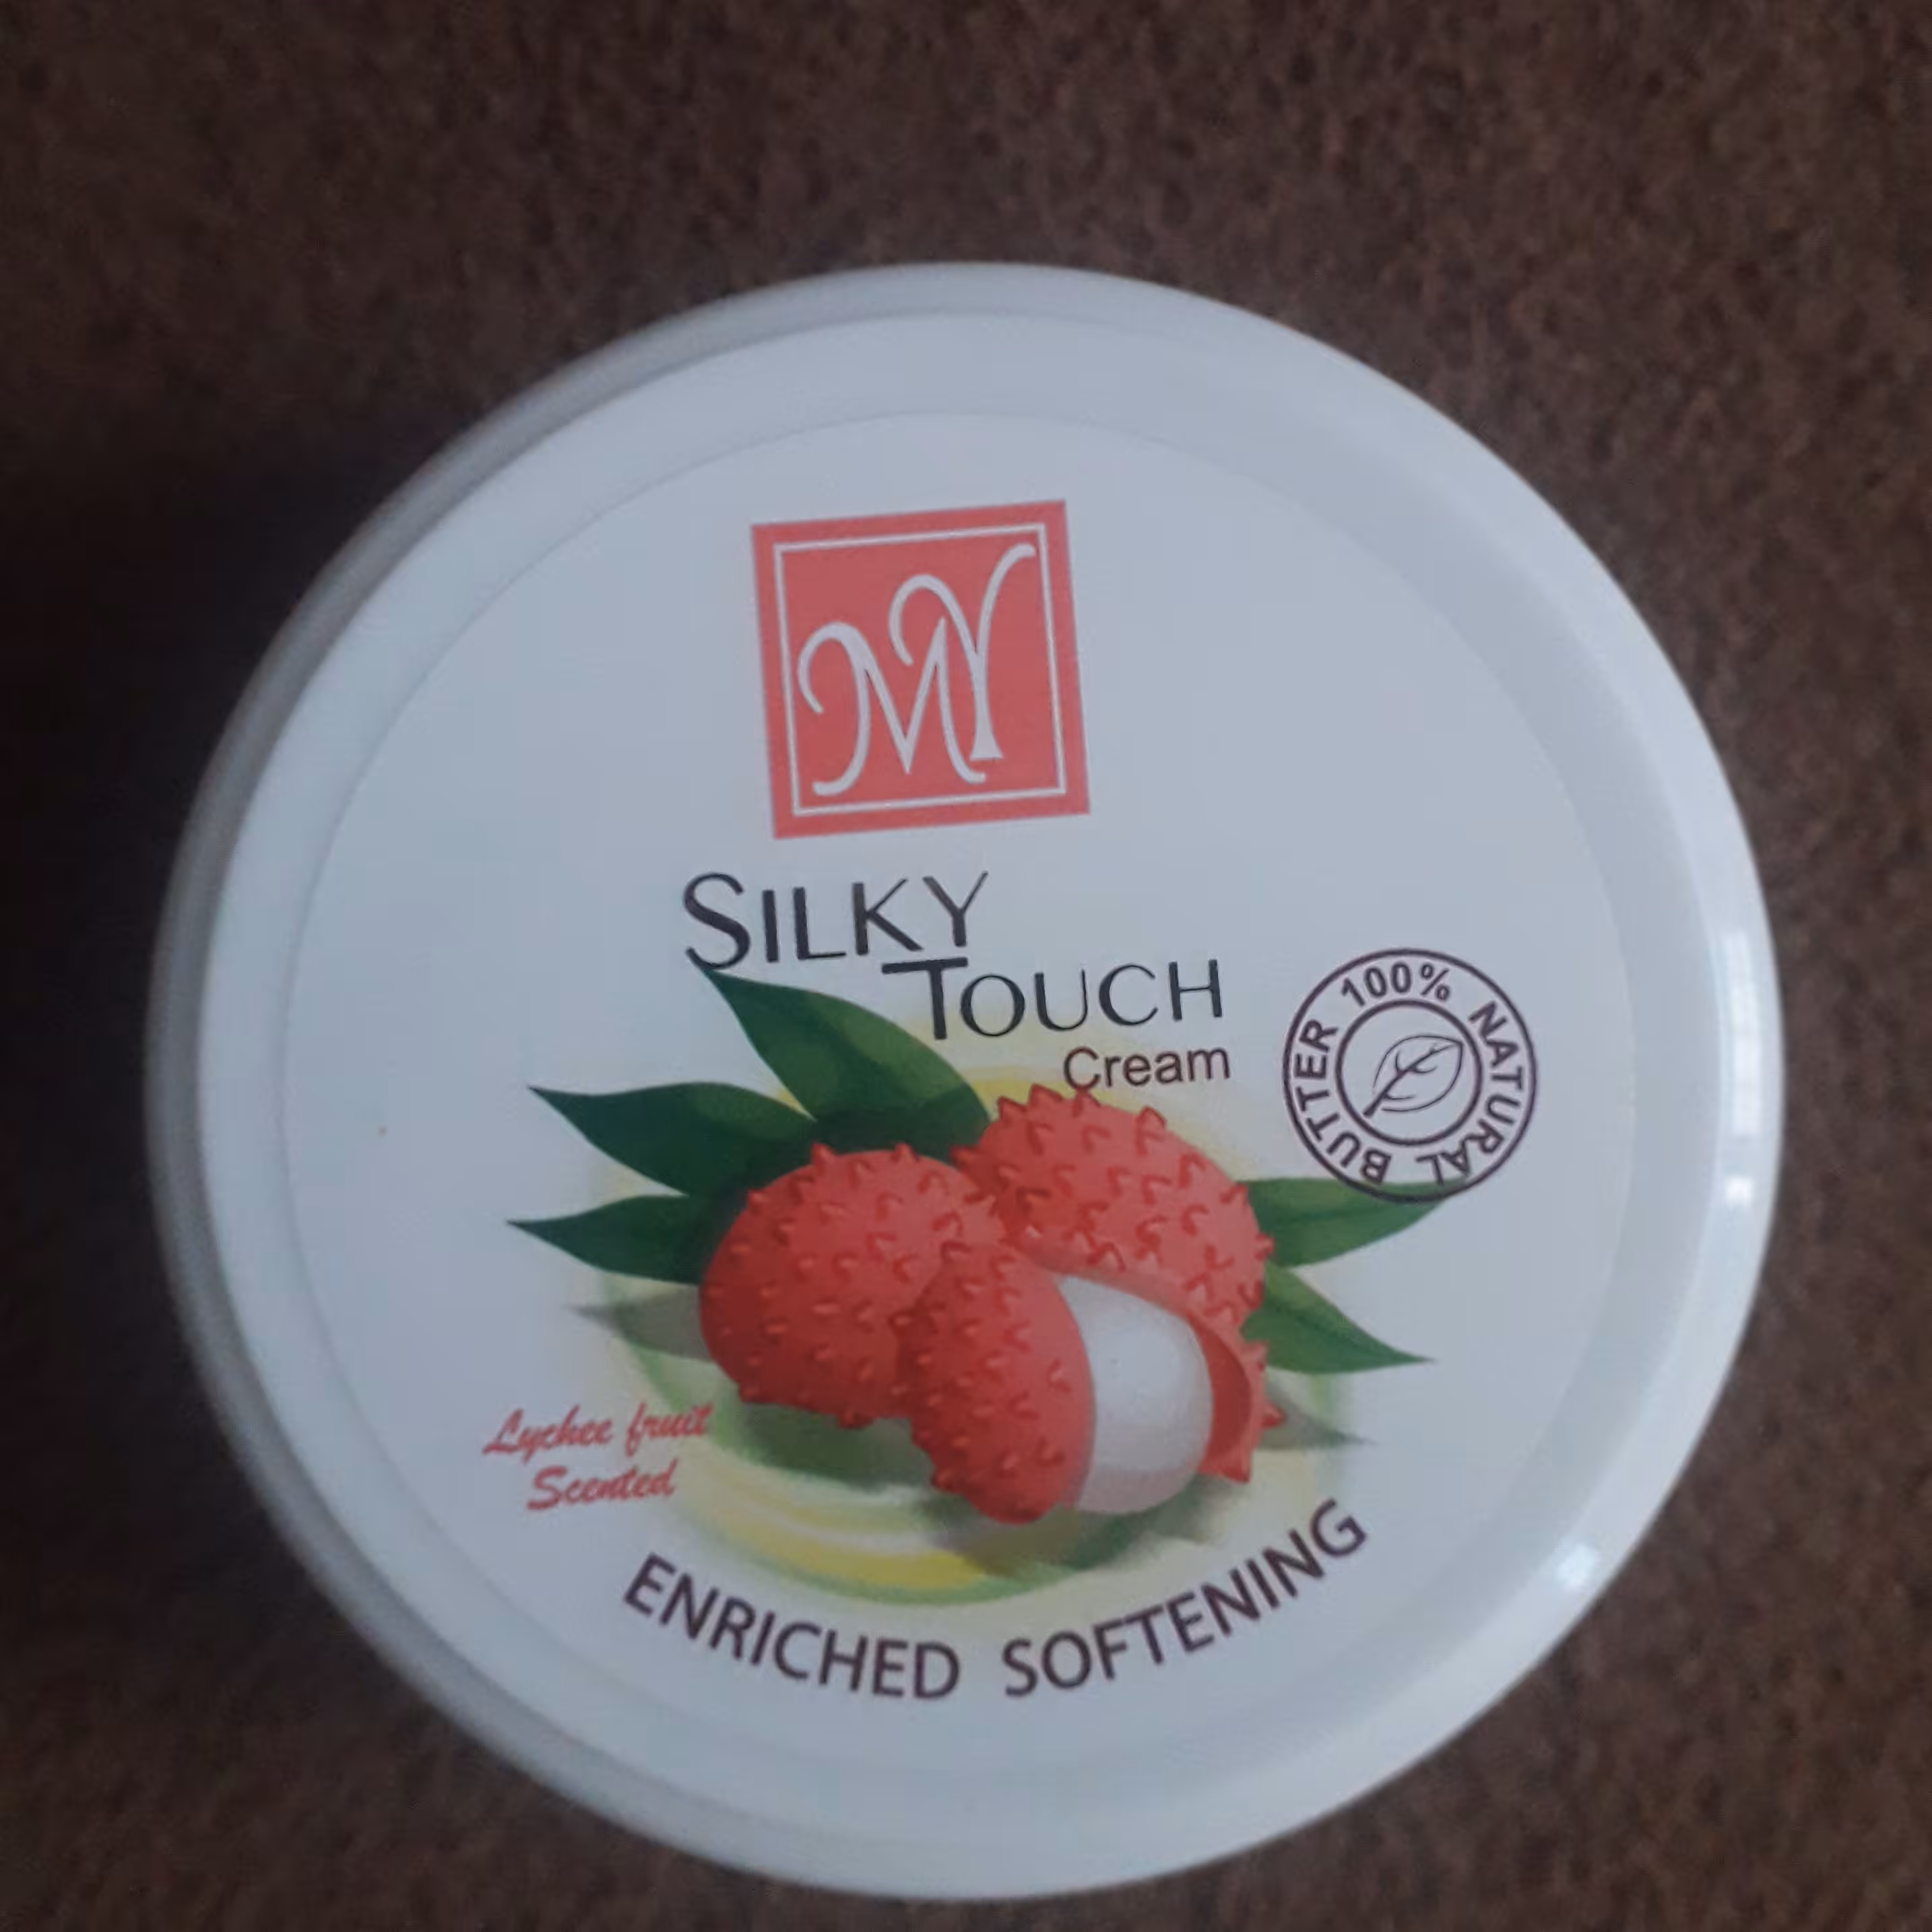 MY
SILKY
TOUCH
Cream
100% NATURAL BUTTER
Lychee fruit
Scented
ENRICHED SOFTENING